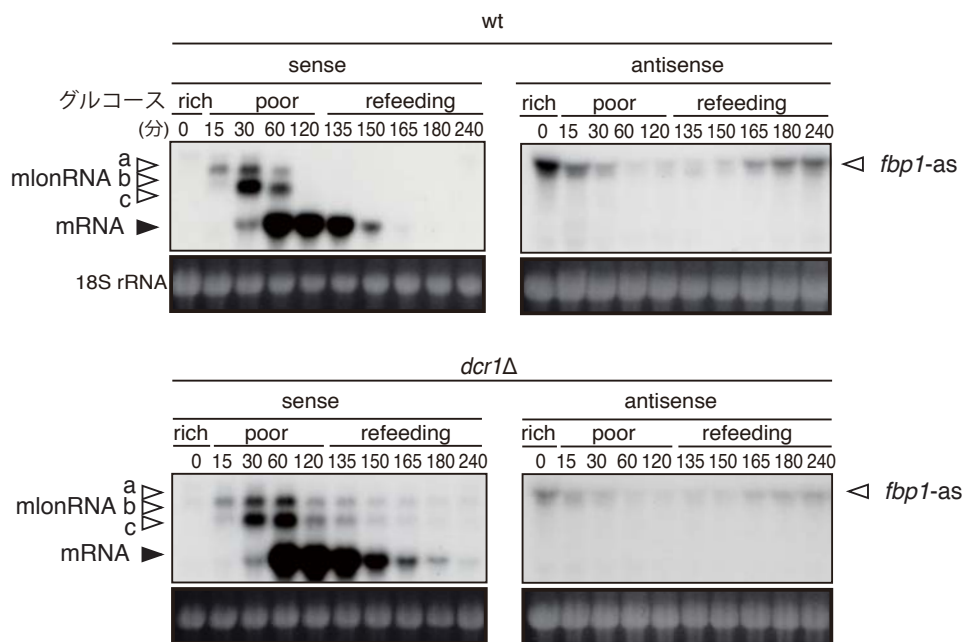 wt
sense antisense
グルコース rich poor refeeding rich poor refeeding
(分) 0 15 30 60 120 135 150 165 180 240 0 15 30 60 120 135 150 165 180 240
a
mlonRNA b
c
fbp1-as
mRNA
18S rRNA
dcr1Δ
sense antisense
rich poor refeeding rich poor refeeding
0 15 30 60 120 135 150 165 180 240 0 15 30 60 120 135 150 165 180 240
a
mlonRNA b
c
fbp1-as
mRNA